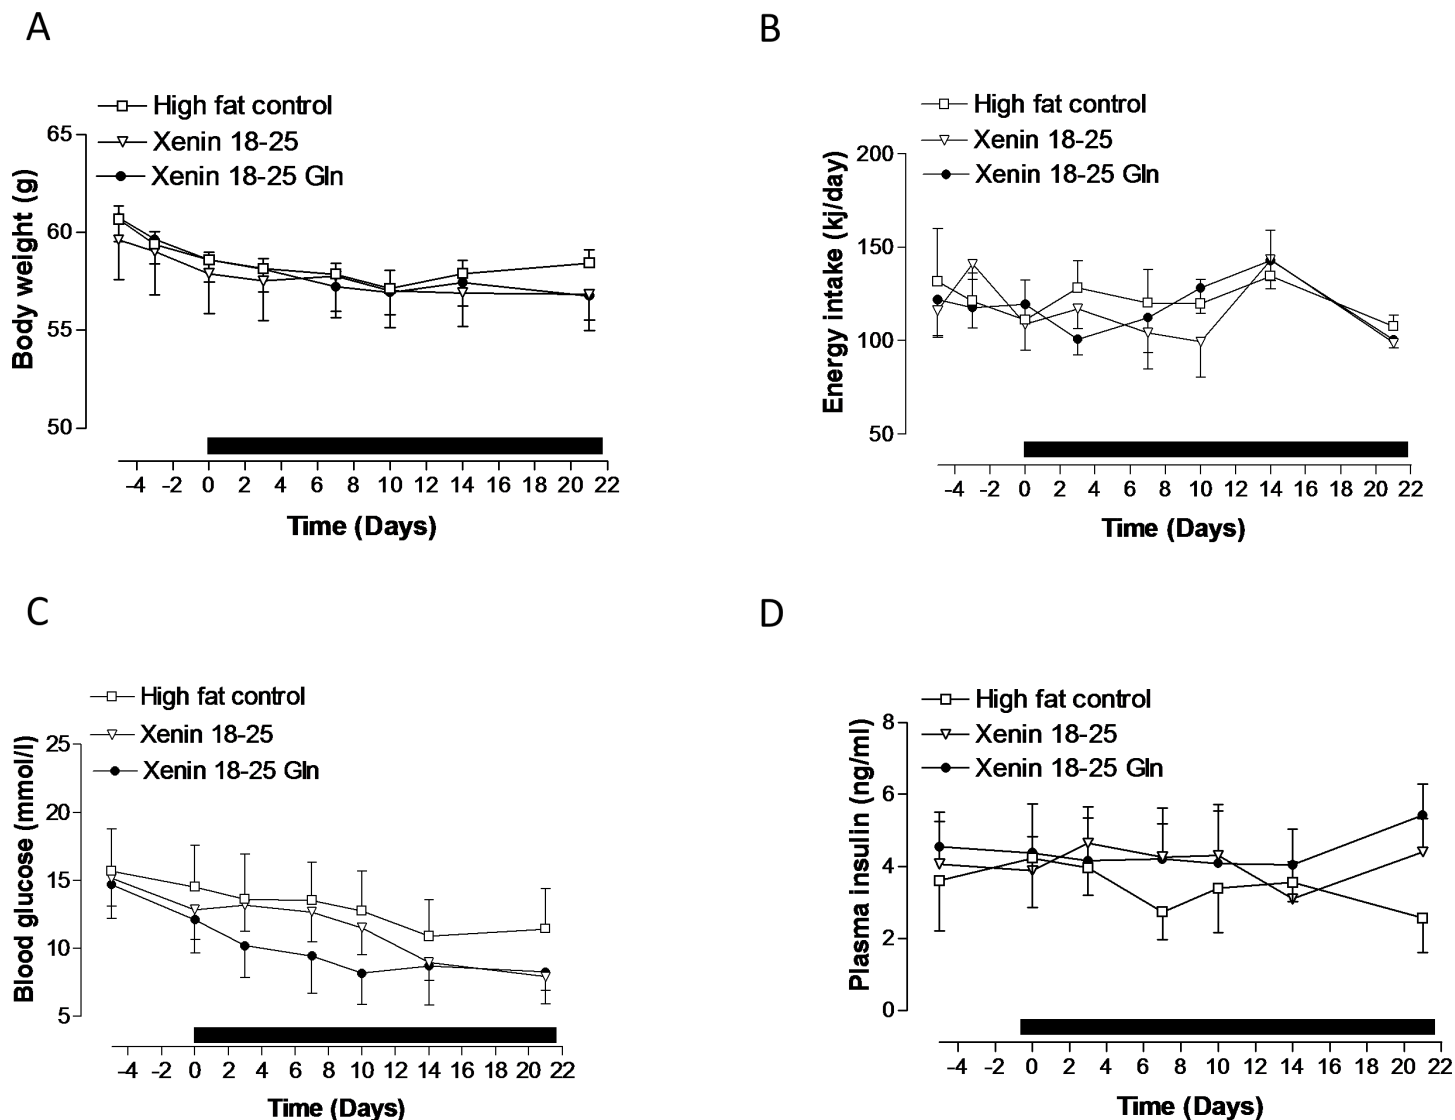 A
High fat control
Xenin 18-25
Xenin 18-25 Gln
Body weight (g)
65
60
55
50
-4 -2 0 2 4 6 8 10 12 14 16 18 20 22
Time (Days)
B
High fat control
Xenin 18-25
Xenin 18-25 Gln
Energy intake (kj/day)
200
150
100
50
-4 -2 0 2 4 6 8 10 12 14 16 18 20 22
Time (Days)
C
High fat control
Xenin 18-25
Xenin 18-25 Gln
Blood glucose (mmol/l)
25
20
15
10
5
-4 -2 0 2 4 6 8 10 12 14 16 18 20 22
Time (Days)
D
High fat control
Xenin 18-25
Xenin 18-25 Gln
Plasma insulin (ng/ml)
8
6
4
2
0
-4 -2 0 2 4 6 8 10 12 14 16 18 20 22
Time (Days)